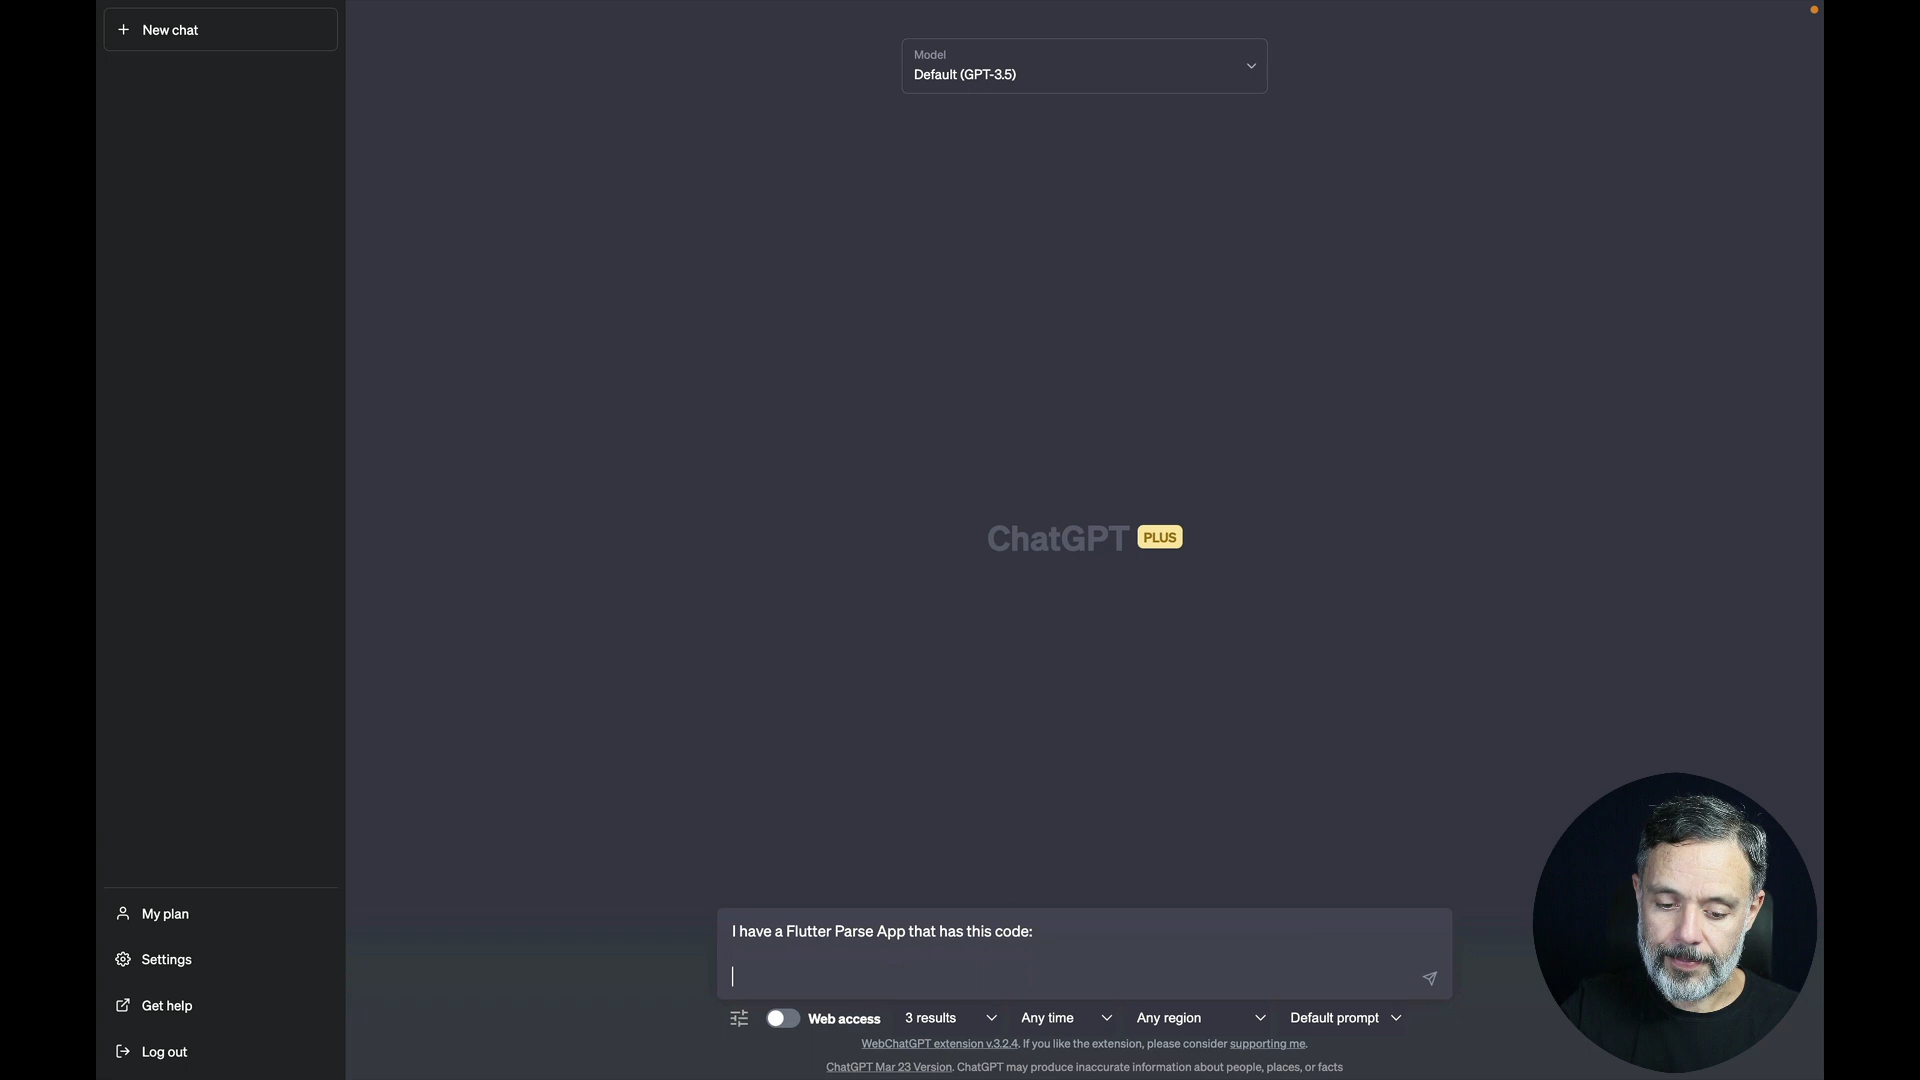 New chat
Model
Default (GPT-3.5)
ChatGPT PLUS
My plan
Settings
Get help
Log out
I have a Flutter Parse App that has this code:
Web access 3 results Any time Any region Default prompt
WebChatGPT extension v.3.2.4. If you like the extension, please consider supporting me.
ChatGPT Mar 23 Version. ChatGPT may produce inaccurate information about people, places, or facts